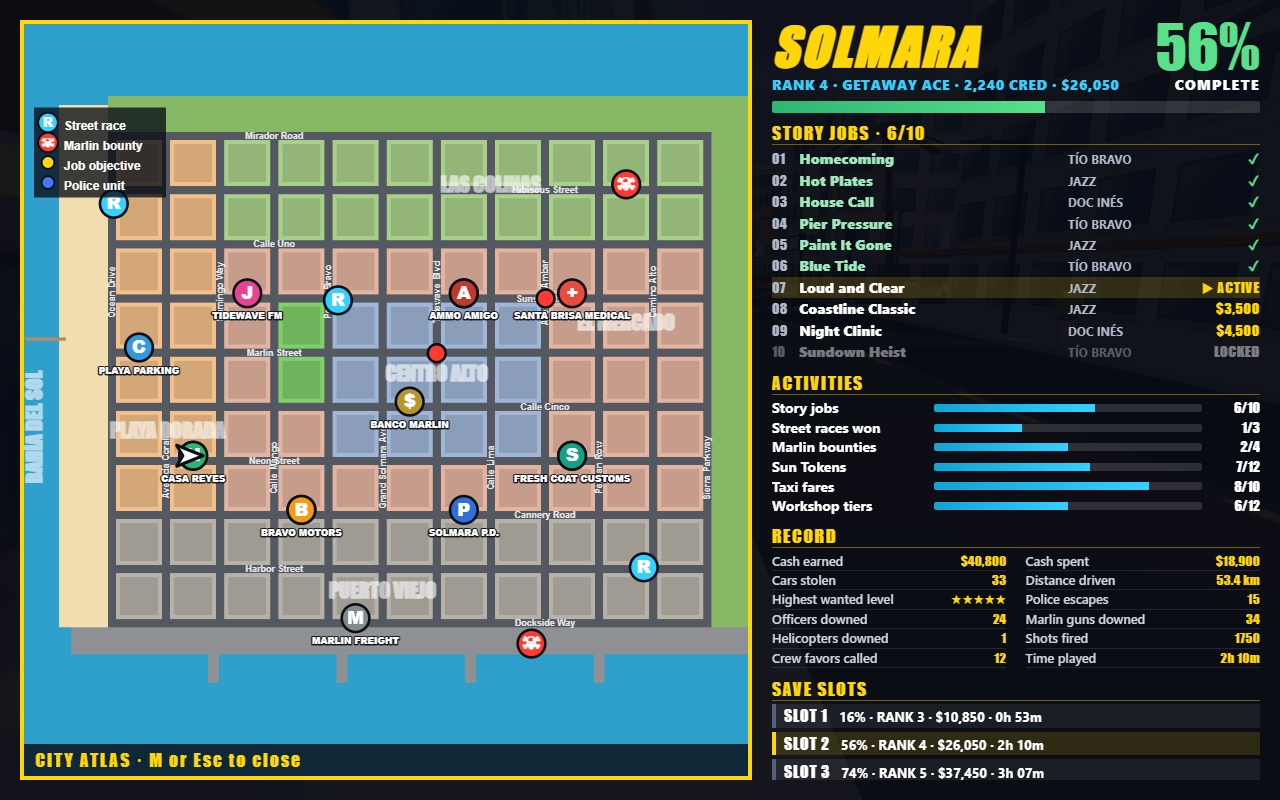 Street race
Marlin bounty
Job objective
Police unit
R
Mirador Road
LAS COLINAS
Hibiscus Street
Calle Uno
Ocean Drive
J
TIDEWAVE FM
R
A
AMMO AMIGO
+
SANTA BRISA MEDICAL
Camino Alto
EL MERCADO
C
PLAYA PARKING
Marlin Street
CENTRO ALTO
$
BANCO MARLIN
Calle Cinco
BAHÍA DEL SOL
PLAYA DORADA
CASA REYES
Neon Street
Calle Lima
S
FRESH COAT CUSTOMS
Sierra Parkway
B
BRAVO MOTORS
P
SOLMARA P.D.
Cannery Road
Harbor Street
R
PUERTO VIEJO
M
MARLIN FREIGHT
Dockside Way
CITY ATLAS · M or Esc to close
SOLMARA
56%
RANK 4 · GETAWAY ACE · 2,240 CRED · $26,050
COMPLETE
STORY JOBS · 6/10
01 Homecoming TÍO BRAVO ✓
02 Hot Plates JAZZ ✓
03 House Call DOC INÉS ✓
04 Pier Pressure TÍO BRAVO ✓
05 Paint It Gone JAZZ ✓
06 Blue Tide TÍO BRAVO ✓
07 Loud and Clear JAZZ ▶ ACTIVE
08 Coastline Classic JAZZ $3,500
09 Night Clinic DOC INÉS $4,500
10 Sundown Heist TÍO BRAVO LOCKED
ACTIVITIES
Story jobs 6/10
Street races won 1/3
Marlin bounties 2/4
Sun Tokens 7/12
Taxi fares 8/10
Workshop tiers 6/12
RECORD
Cash earned $40,800 Cash spent $18,900
Cars stolen 33 Distance driven 53.4 km
Highest wanted level ★★★★★ Police escapes 15
Officers downed 24 Marlin guns downed 34
Helicopters downed 1 Shots fired 1750
Crew favors called 12 Time played 2h 10m
SAVE SLOTS
SLOT 1 16% · RANK 3 · $10,850 · 0h 53m
SLOT 2 56% · RANK 4 · $26,050 · 2h 10m
SLOT 3 74% · RANK 5 · $37,450 · 3h 07m